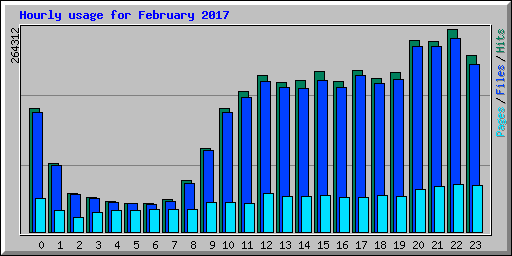 Hourly usage for February 2017
264312
Pages / Files / Hits
0 1 2 3 4 5 6 7 8 9 10 11 12 13 14 15 16 17 18 19 20 21 22 23